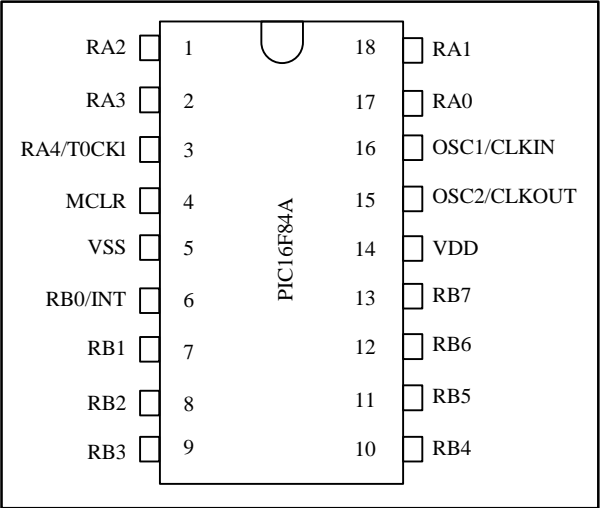 RA2 1 18 RA1
RA3 2 17 RA0
RA4/T0CKl 3 16 OSC1/CLKIN
MCLR 4 15 OSC2/CLKOUT
VSS 5 14 VDD
RB0/INT 6 13 RB7
RB1 7 12 RB6
RB2 8 11 RB5
RB3 9 10 RB4
PIC16F84A